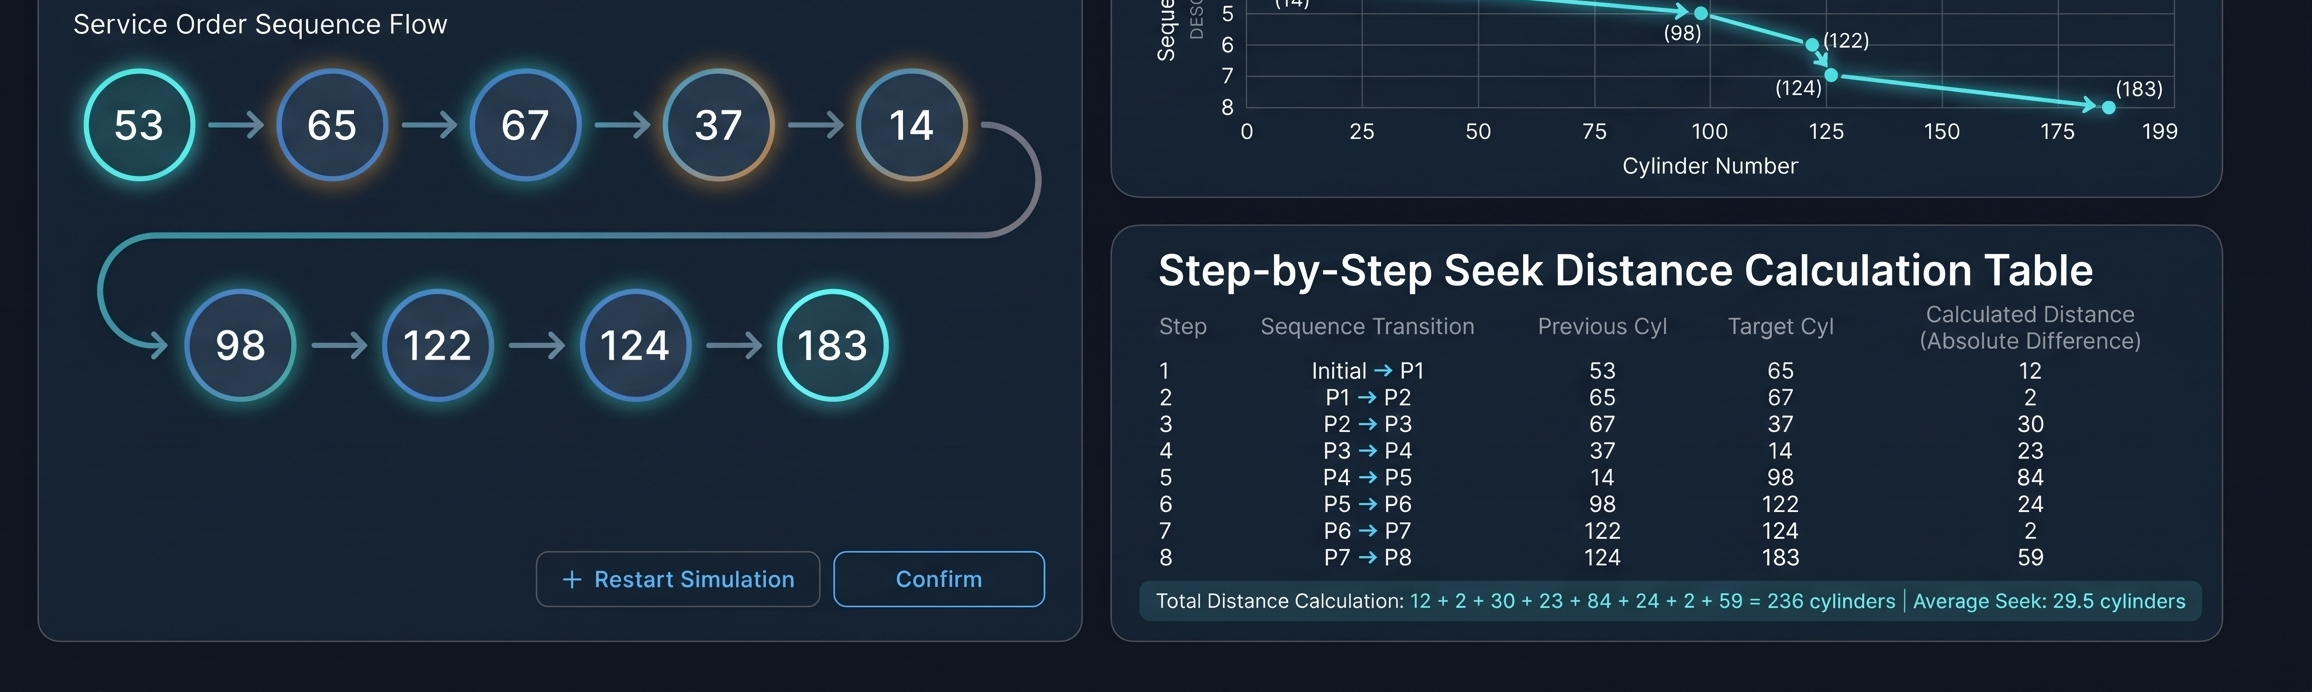 Service Order Sequence Flow
53 → 65 → 67 → 37 → 14
98 → 122 → 124 → 183
+ Restart Simulation
Confirm
(14)
5
(98)
6
(122)
7
(124)
(183)
8
0 25 50 75 100 125 150 175 199
Cylinder Number
Step-by-Step Seek Distance Calculation Table
Step Sequence Transition Previous Cyl Target Cyl Calculated Distance
(Absolute Difference)
1 Initial → P1 53 65 12
2 P1 → P2 65 67 2
3 P2 → P3 67 37 30
4 P3 → P4 37 14 23
5 P4 → P5 14 98 84
6 P5 → P6 98 122 24
7 P6 → P7 122 124 2
8 P7 → P8 124 183 59
Total Distance Calculation: 12 + 2 + 30 + 23 + 84 + 24 + 2 + 59 = 236 cylinders | Average Seek: 29.5 cylinders